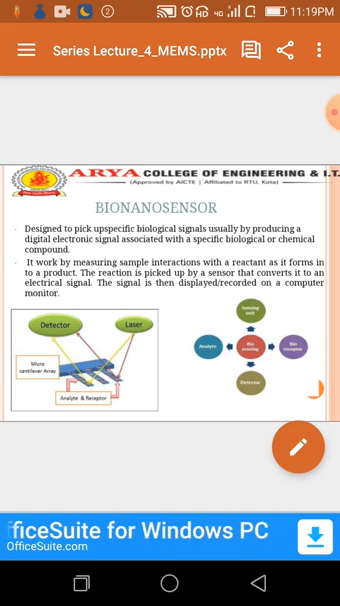 2
4G
11:19PM
Series Lecture_4_MEMS.pptx
ARYA COLLEGE OF ENGINEERING & I.T.
(Approved by AICTE | Affiliated to RTU, Kota)
BIONANOSENSOR
Designed to pick upspecific biological signals usually by producing a
digital electronic signal associated with a specific biological or chemical
compound.
It work by measuring sample interactions with a reactant as it forms in
to a product. The reaction is picked up by a sensor that converts it to an
electrical signal. The signal is then displayed/recorded on a computer
monitor.
Detector
Laser
Micro
cantilever Array
Analyte & Receptor
Sensing
unit
Analyte
Bio
sensing
Bio
receptor
Detector
fficeSuite for Windows PC
OfficeSuite.com